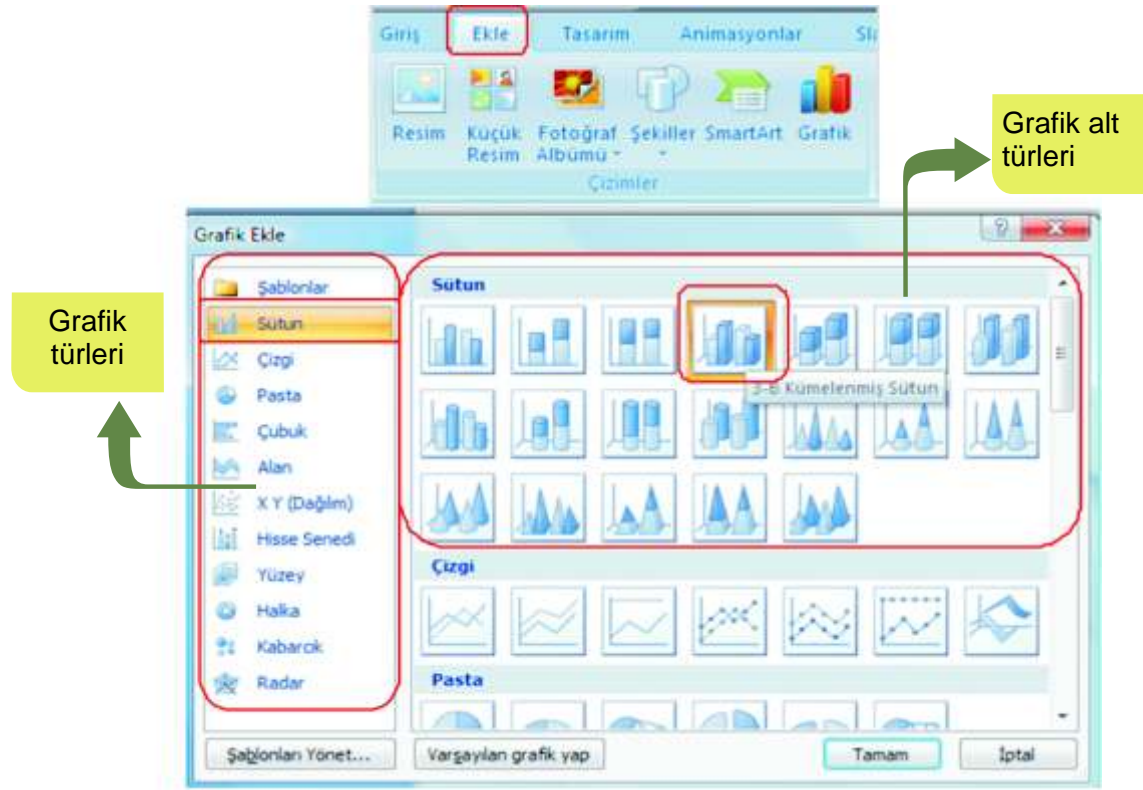 Giriş Ekle Tasarım Animasyonlar
Resim Küçük Resim Fotoğraf Albümü Şekiller SmartArt Grafik
Çizimler
Grafik alt
türleri
Grafik Ekle
Grafik
türleri
Şablonlar
Sütun
Çizgi
Pasta
Çubuk
Alan
X Y (Dağılım)
Hisse Senedi
Yüzey
Halka
Kabarcık
Radar
Sütun
3-B Kümelenmiş Sütun
Çizgi
Pasta
Şablonları Yönet...
Varsayılan grafik yap
Tamam
İptal